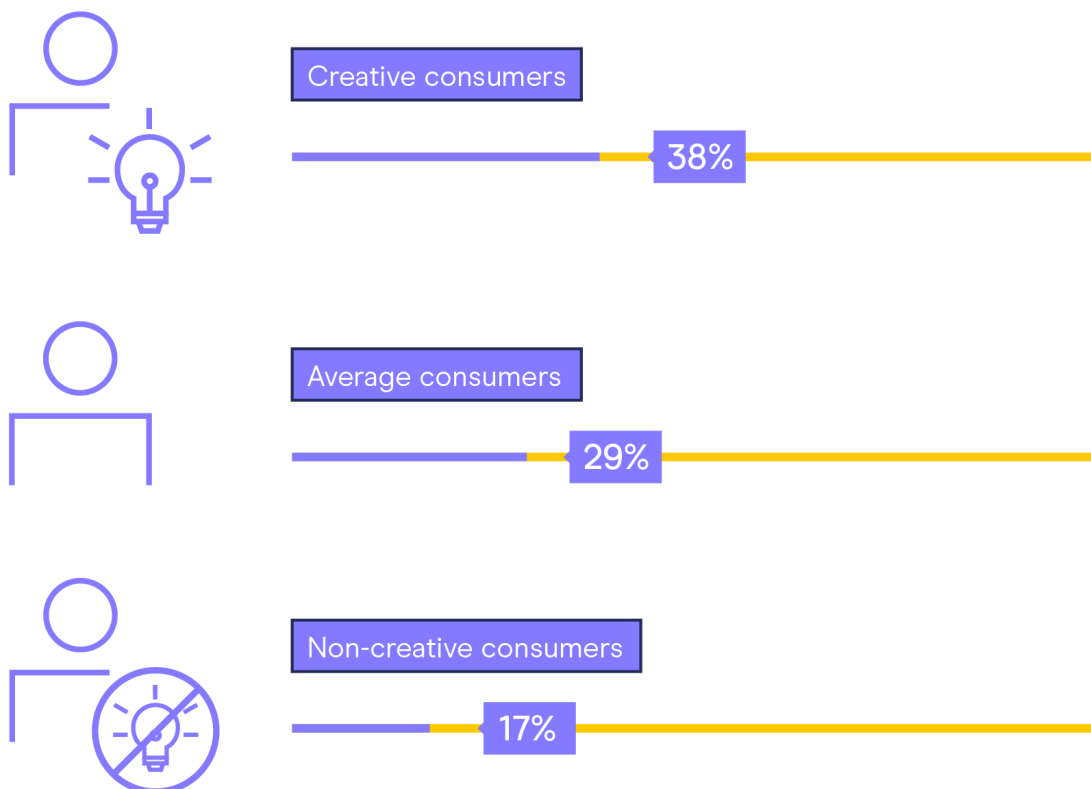 Creative consumers
38%
Average consumers
29%
Non-creative consumers
17%